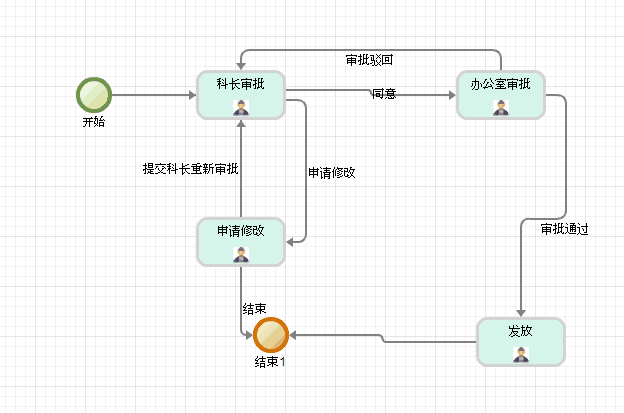 审批驳回
科长审批
办公室审批
同意
开始
提交科长重新审批
申请修改
申请修改
审批通过
结束
发放
结束1